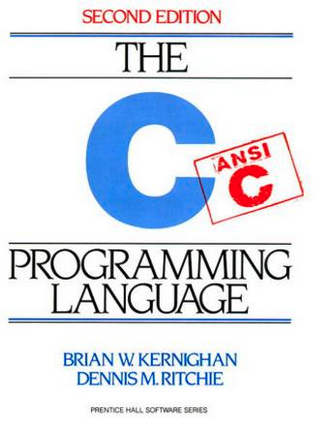 SECOND EDITION
THE
C
ANSI
C
PROGRAMMING
LANGUAGE
BRIAN W. KERNIGHAN
DENNIS M. RITCHIE
PRENTICE HALL SOFTWARE SERIES